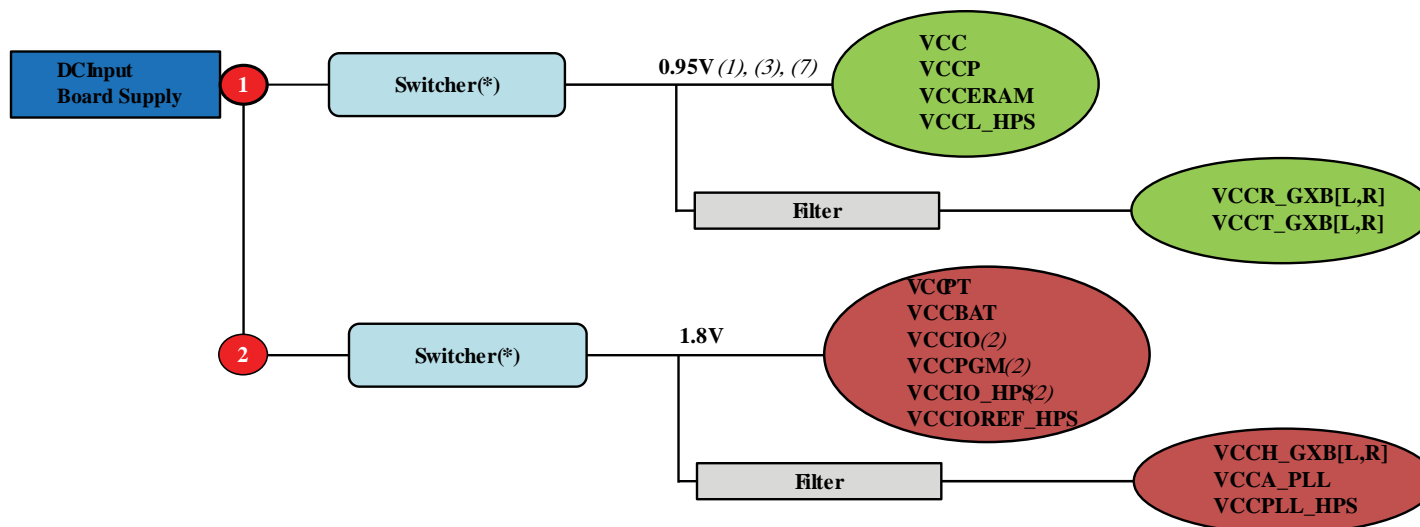 DCInput
Board Supply
1
Switcher(*)
0.95V (1), (3), (7)
VCC
VCCP
VCCERAM
VCCL_HPS
Filter
VCCR_GXB[L,R]
VCCT_GXB[L,R]
2
Switcher(*)
1.8V
VCCPT
VCCBAT
VCCIO(2)
VCCPGM(2)
VCCIO_HPS(2)
VCCIOREF_HPS
Filter
VCCH_GXB[L,R]
VCCA_PLL
VCCPLL_HPS